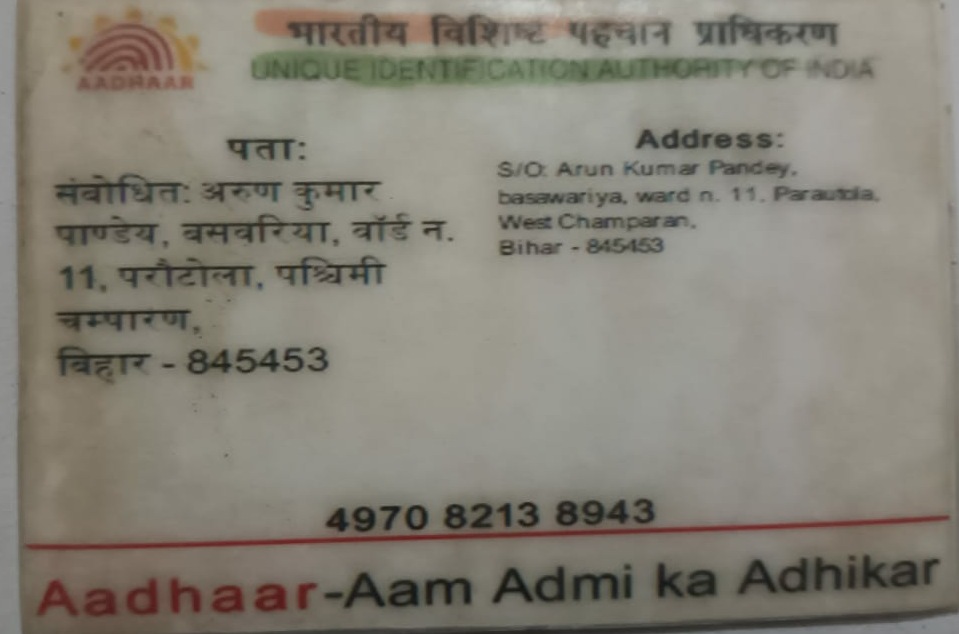 भारतीय विशिष्ट पहचान प्राधिकरण
AADHAAR
UNIQUE IDENTIFICATION AUTHORITY OF INDIA
पता:
संबोधित: अरुण कुमार
पाण्डेय, बसवरिया, वॉर्ड न.
11, परौटोला, पश्चिमी
चम्पारण,
बिहार - 845453
Address:
S/O: Arun Kumar Pandey,
basawariya, ward n. 11, Parautola,
West Champaran,
Bihar - 845453
4970 8213 8943
Aadhaar-Aam Admi ka Adhikar